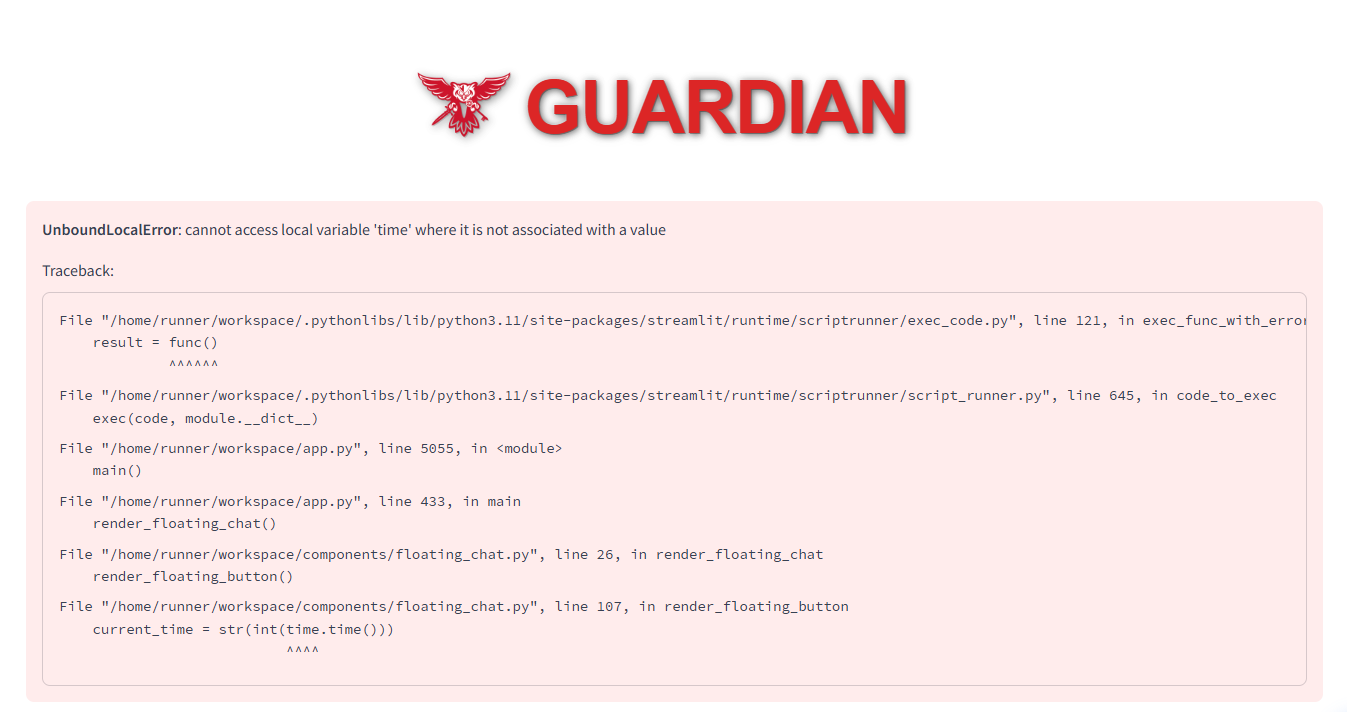 GUARDIAN
UnboundLocalError: cannot access local variable 'time' where it is not associated with a value
Traceback:
File "/home/runner/workspace/.pythonlibs/lib/python3.11/site-packages/streamlit/runtime/scriptrunner/exec_code.py", line 121, in exec_func_with_error
    result = func()
             ^^^^^^
File "/home/runner/workspace/.pythonlibs/lib/python3.11/site-packages/streamlit/runtime/scriptrunner/script_runner.py", line 645, in code_to_exec
    exec(code, module.__dict__)
File "/home/runner/workspace/app.py", line 5055, in <module>
    main()
File "/home/runner/workspace/app.py", line 433, in main
    render_floating_chat()
File "/home/runner/workspace/components/floating_chat.py", line 26, in render_floating_chat
    render_floating_button()
File "/home/runner/workspace/components/floating_chat.py", line 107, in render_floating_button
    current_time = str(int(time.time()))
                           ^^^^